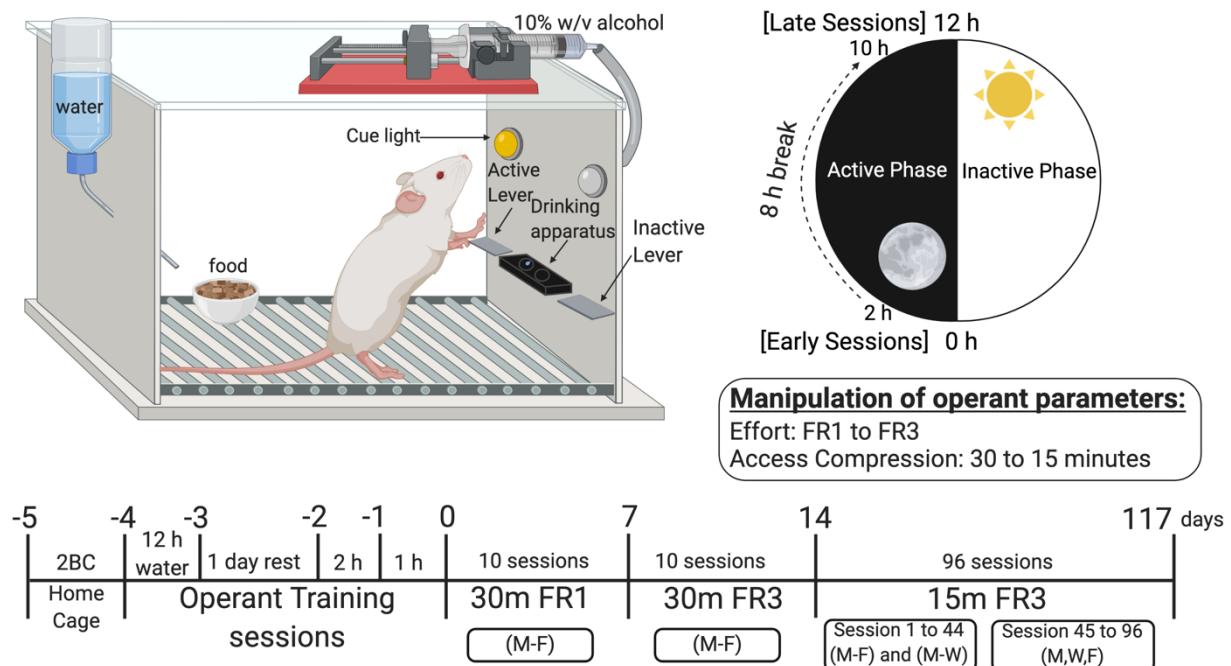 10% w/v alcohol
water
Cue light
Active
Lever
Drinking
apparatus
Inactive
Lever
food
[Late Sessions] 12 h
10 h
8 h break
Active Phase
Inactive Phase
2 h
[Early Sessions] 0 h
Manipulation of operant parameters:
Effort: FR1 to FR3
Access Compression: 30 to 15 minutes
-5 -4 -3 -2 -1 0 7 14 117 days
2BC
Home
Cage
12 h
water
1 day rest
2 h
1 h
Operant Training
sessions
10 sessions
30m FR1
(M-F)
10 sessions
30m FR3
(M-F)
96 sessions
15m FR3
Session 1 to 44
(M-F) and (M-W)
Session 45 to 96
(M,W,F)